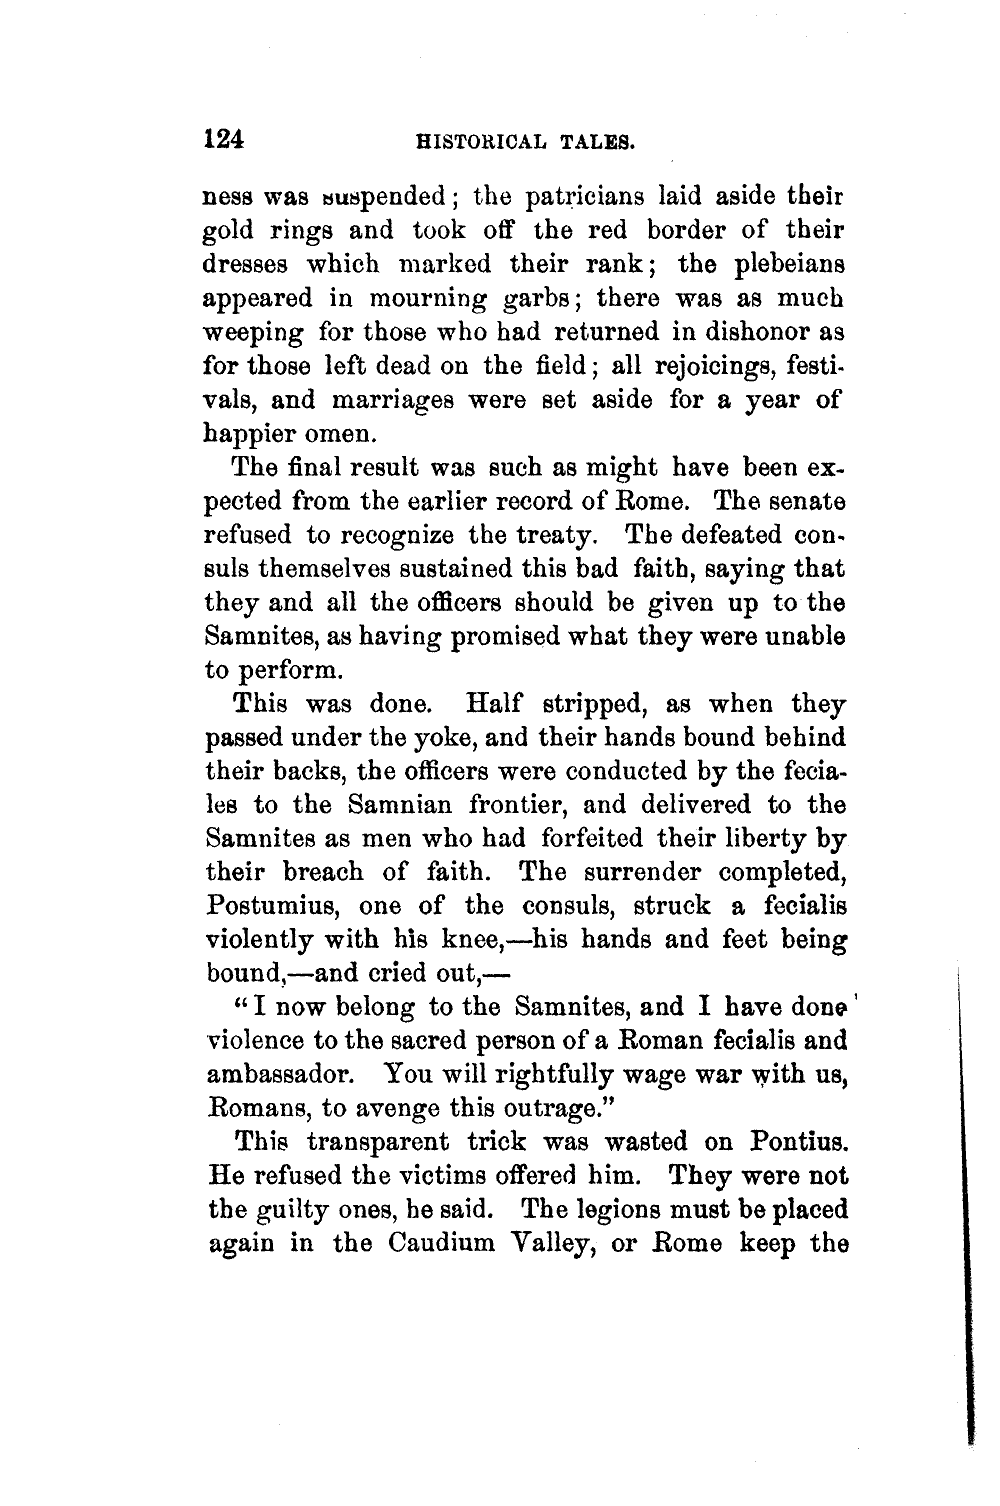 124 HISTORICAL TALES.
ness was suspended; the patricians laid aside their
gold rings and took off the red border of their
dresses which marked their rank; the plebeians
appeared in mourning garbs; there was as much
weeping for those who had returned in dishonor as
for those left dead on the field; all rejoicings, festi-
vals, and marriages were set aside for a year of
happier omen.
The final result was such as might have been ex-
pected from the earlier record of Rome. The senate
refused to recognize the treaty. The defeated con-
suls themselves sustained this bad faith, saying that
they and all the officers should be given up to the
Samnites, as having promised what they were unable
to perform.
This was done. Half stripped, as when they
passed under the yoke, and their hands bound behind
their backs, the officers were conducted by the fecia-
les to the Samnian frontier, and delivered to the
Samnites as men who had forfeited their liberty by
their breach of faith. The surrender completed,
Postumius, one of the consuls, struck a fecialis
violently with his knee,—his hands and feet being
bound,—and cried out,—
“I now belong to the Samnites, and I have done
violence to the sacred person of a Roman fecialis and
ambassador. You will rightfully wage war with us,
Romans, to avenge this outrage.”
This transparent trick was wasted on Pontius.
He refused the victims offered him. They were not
the guilty ones, he said. The legions must be placed
again in the Caudium Valley, or Rome keep the